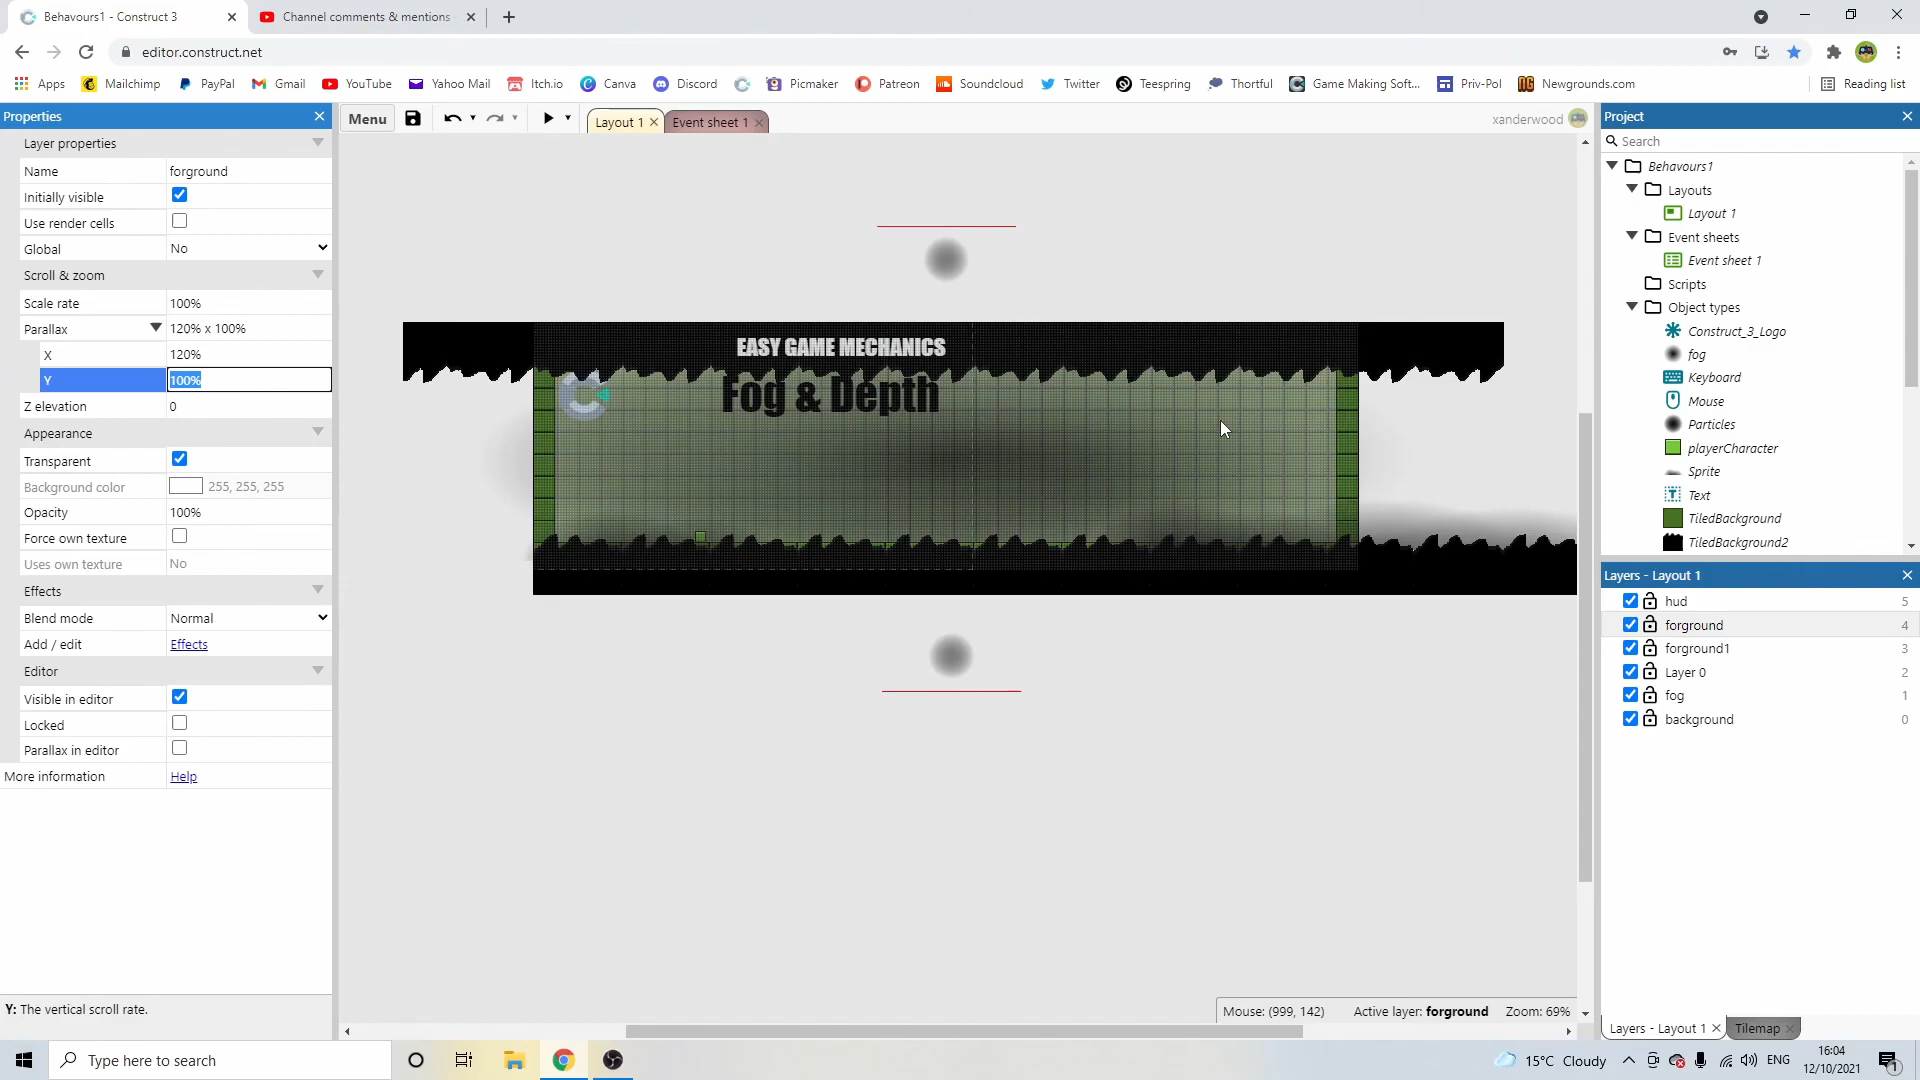 Behavours1 - Construct 3
Channel comments & mentions -
editor.construct.net
Apps
Mailchimp
PayPal
Gmail
YouTube
Yahoo Mail
Itch.io
Canva
Discord
Picmaker
Patreon
Soundcloud
Twitter
Teespring
Thortful
Game Making Soft...
Priv-Pol
Newgrounds.com
Reading list
Properties
Layer properties
Name forground
Initially visible
Use render cells
Global No
Scroll & zoom
Scale rate 100%
Parallax 120% x 100%
X 120%
Y 100%
Z elevation 0
Appearance
Transparent
Background color 255, 255, 255
Opacity 100%
Force own texture
Uses own texture No
Effects
Blend mode Normal
Add / edit Effects
Editor
Visible in editor
Locked
Parallax in editor
More information Help
Y: The vertical scroll rate.
Menu
Layout 1
Event sheet 1
xanderwood
EASY GAME MECHANICS
Fog & Depth
Mouse: (999, 142) Active layer: forground Zoom: 69%
Project
Search
Behavours1
Layouts
Layout 1
Event sheets
Event sheet 1
Scripts
Object types
Construct_3_Logo
fog
Keyboard
Mouse
Particles
playerCharacter
Sprite
Text
TiledBackground
TiledBackground2
Layers - Layout 1
hud 5
forground 4
forground1 3
Layer 0 2
fog 1
background 0
Layers - Layout 1
Tilemap
Type here to search
15°C Cloudy
ENG
16:04
12/10/2021
1